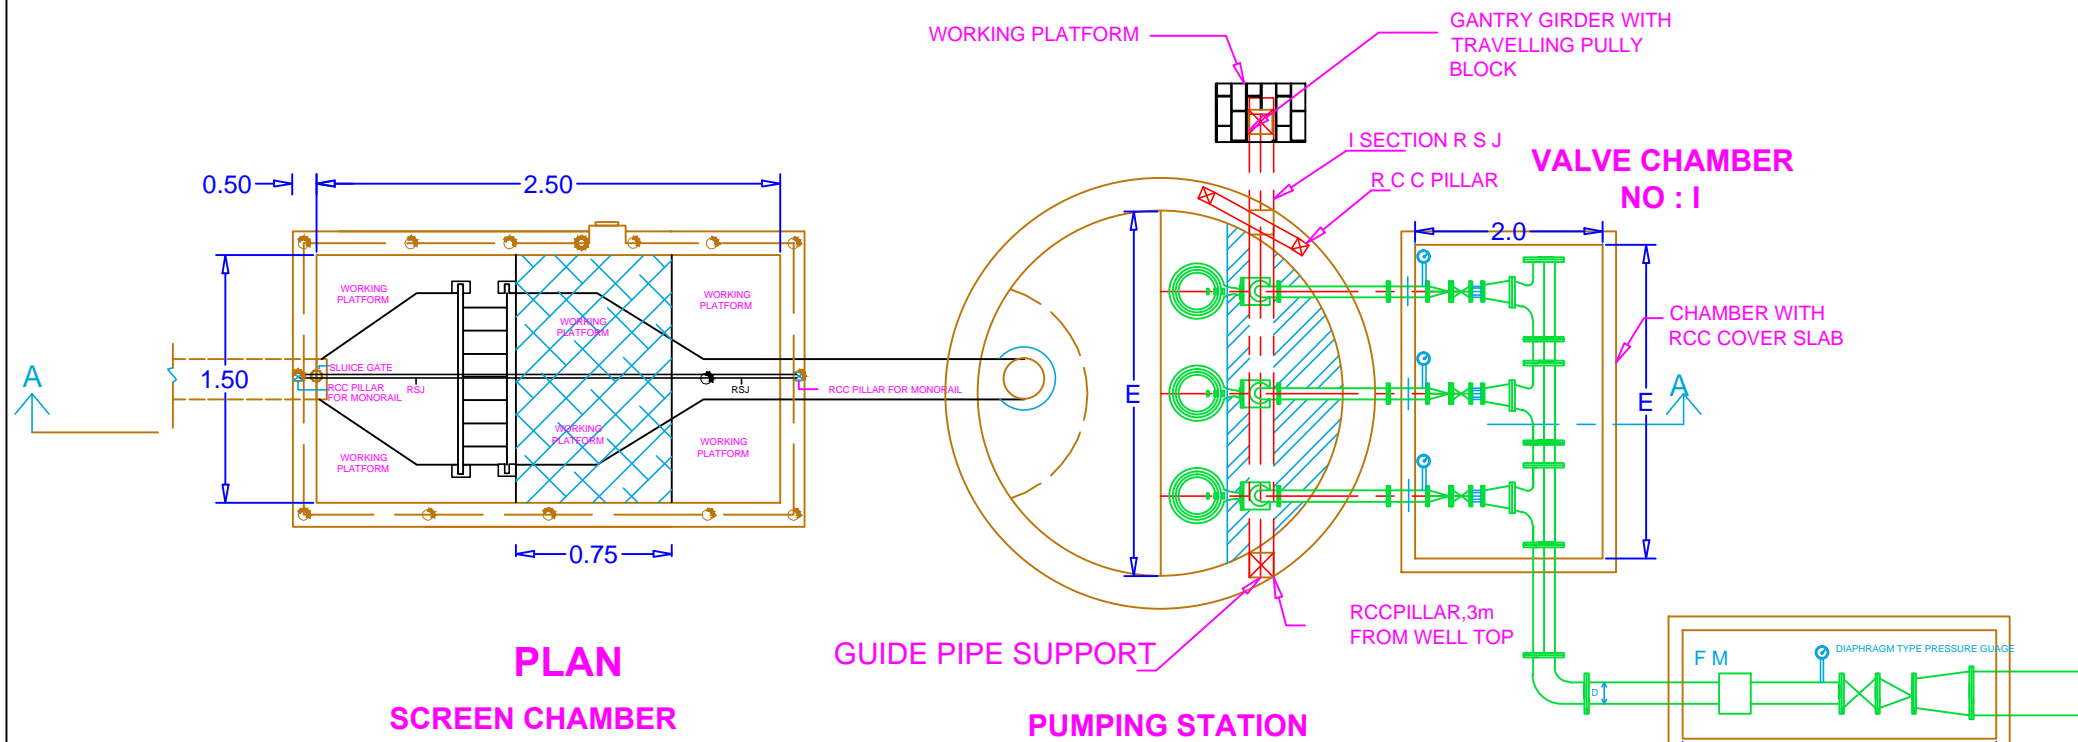 WORKING PLATFORM
GANTRY GIRDER WITH
TRAVELLING PULLY
BLOCK
I SECTION R S J
R C C PILLAR
VALVE CHAMBER
NO : I
0.50
2.50
2.0
WORKING
PLATFORM
WORKING
PLATFORM
WORKING
PLATFORM
CHAMBER WITH
RCC COVER SLAB
A
1.50
SLUICE GATE
RCC PILLAR
FOR MONORAIL
RSJ
RSJ
RCC PILLAR FOR MONORAIL
E
E
A
WORKING
PLATFORM
WORKING
PLATFORM
WORKING
PLATFORM
0.75
RCCPILLAR,3m
FROM WELL TOP
GUIDE PIPE SUPPORT
PLAN
SCREEN CHAMBER
PUMPING STATION
F M
DIAPHRAGM TYPE PRESSURE GUAGE
D